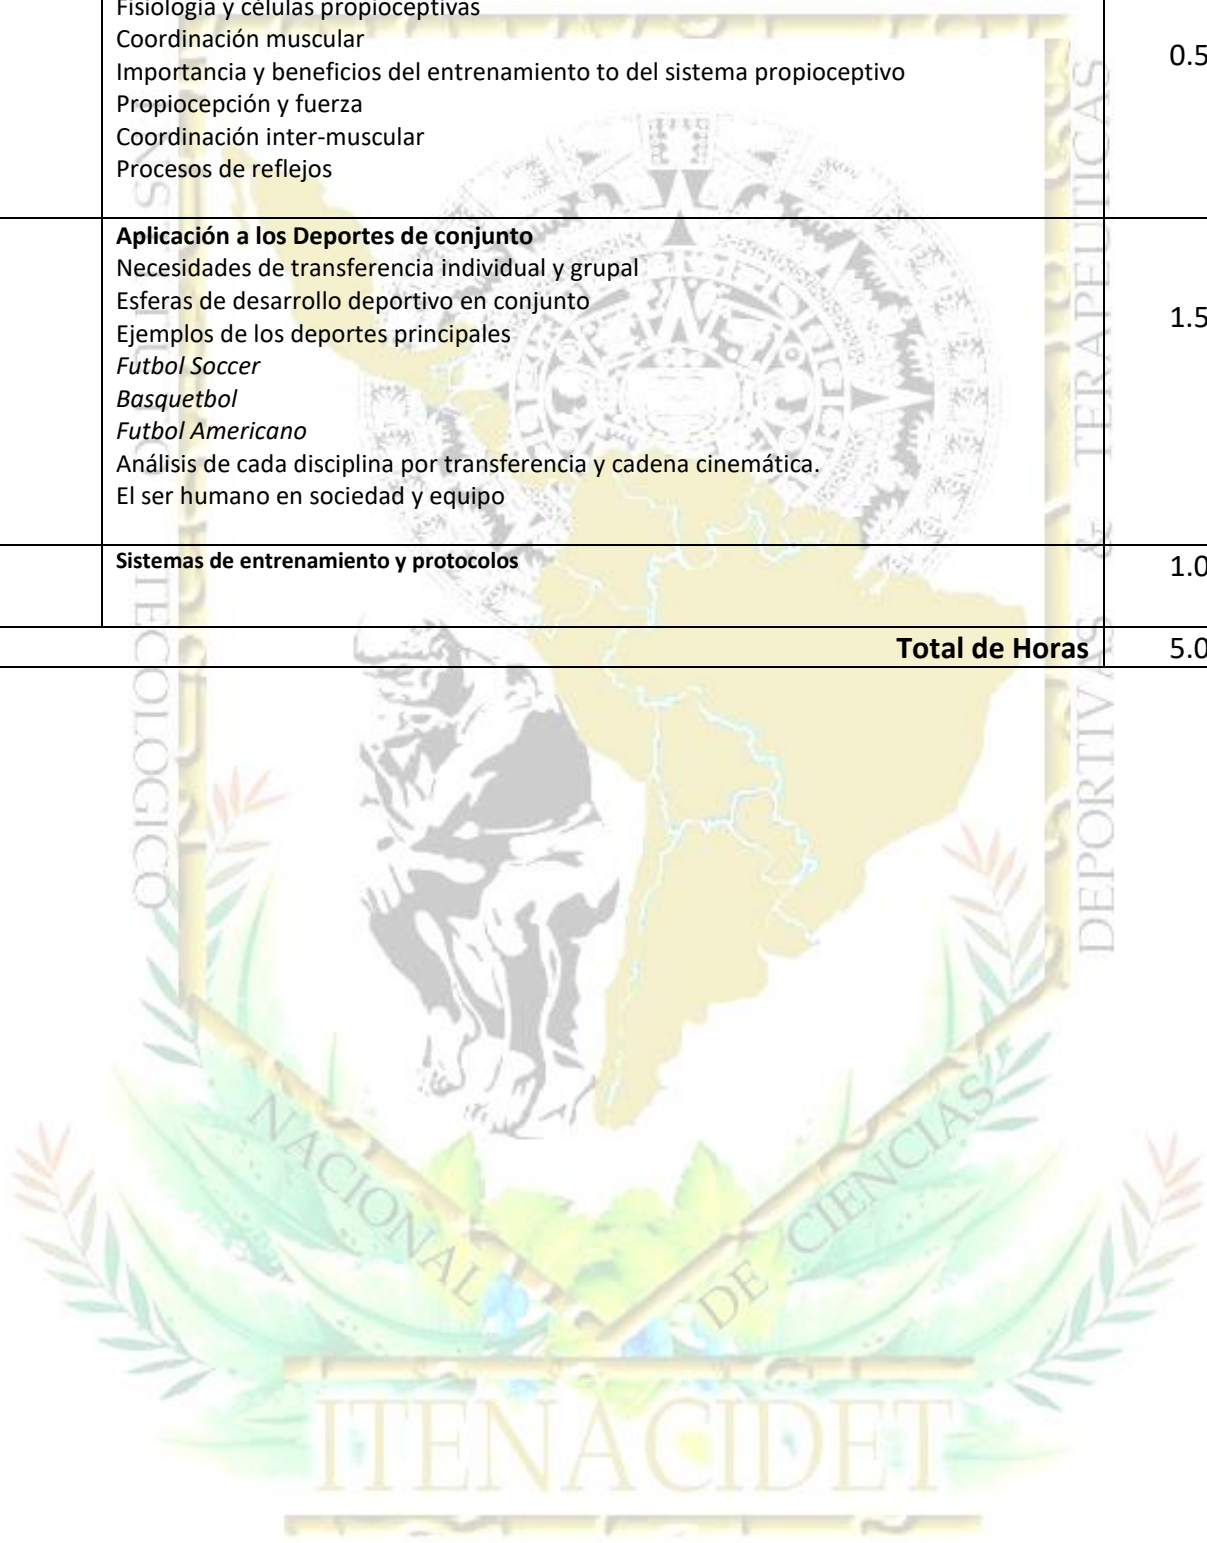 Fisiología y células propioceptivas
Coordinación muscular
Importancia y beneficios del entrenamiento to del sistema propioceptivo
Propiocepción y fuerza
Coordinación inter-muscular
Procesos de reflejos
0.5
Aplicación a los Deportes de conjunto
Necesidades de transferencia individual y grupal
Esferas de desarrollo deportivo en conjunto
Ejemplos de los deportes principales
Futbol Soccer
Basquetbol
Futbol Americano
Análisis de cada disciplina por transferencia y cadena cinemática.
El ser humano en sociedad y equipo
1.5
Sistemas de entrenamiento y protocolos
1.0
Total de Horas 5.0
TECOLOGICO
NACIONAL
DE CIENCIAS
DEPORTIVAS & TERAPEUTICAS
ITENACIDET